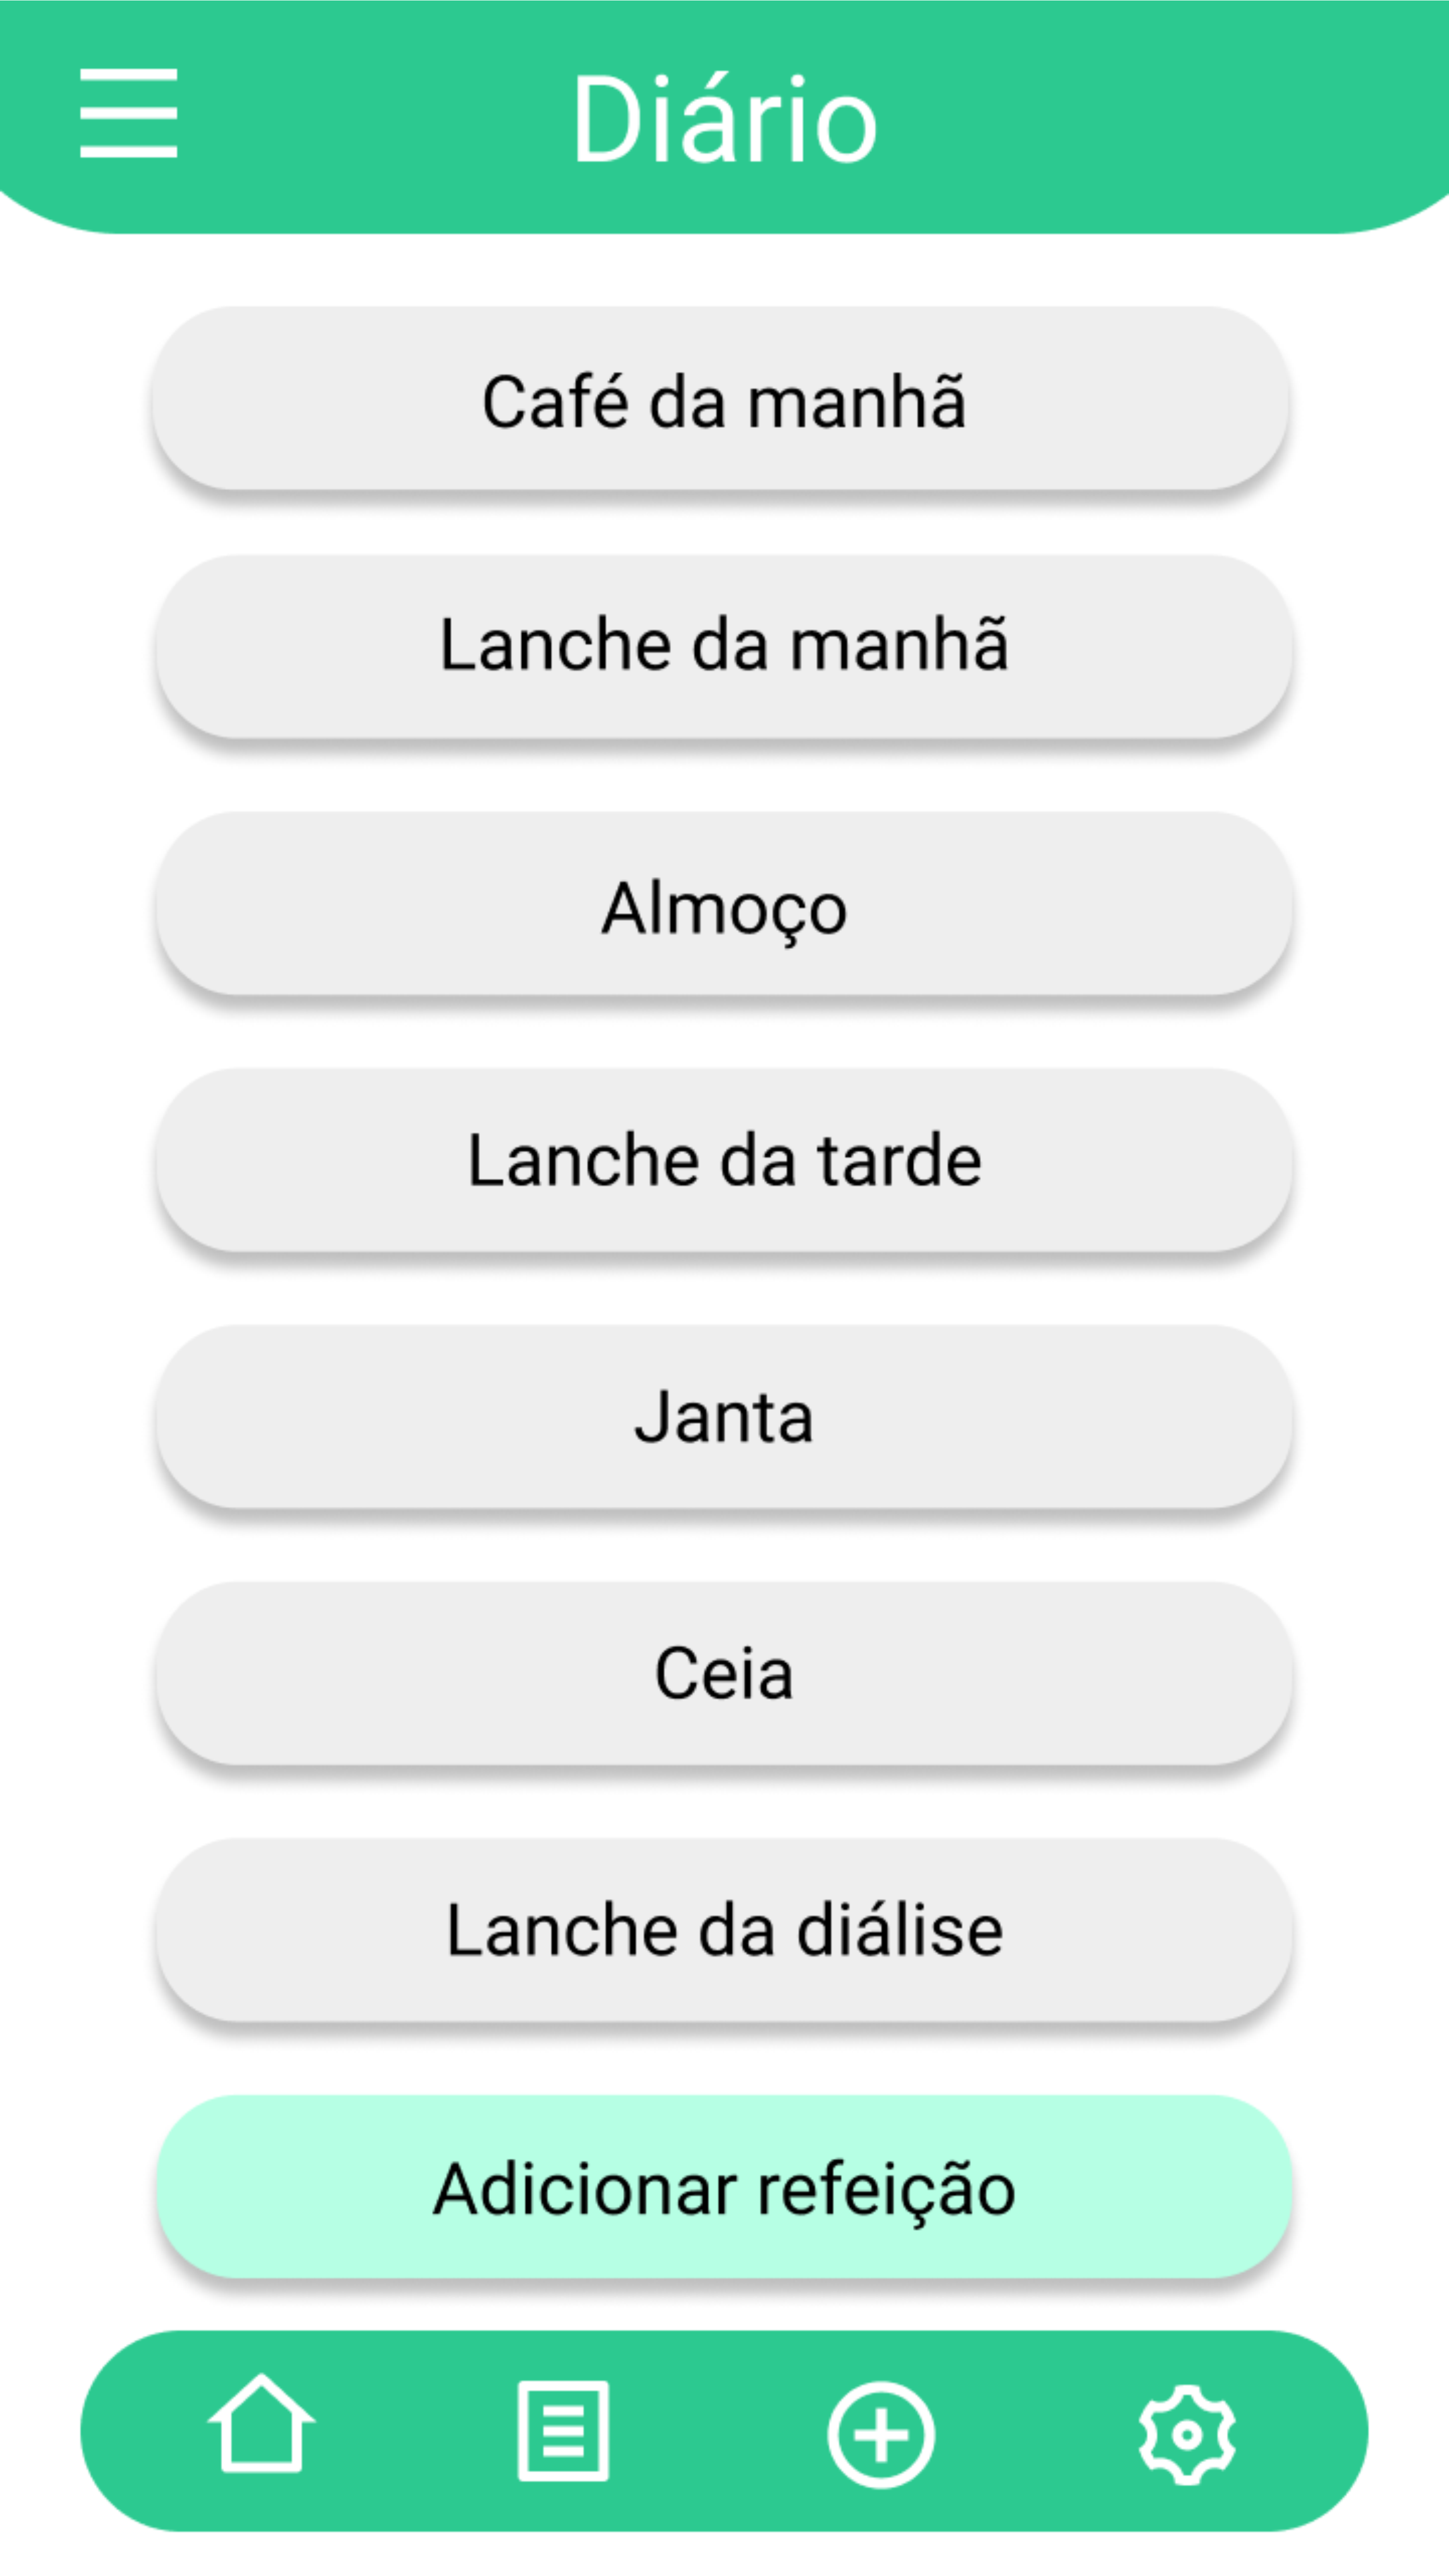 Diário
Café da manhã
Lanche da manhã
Almoço
Lanche da tarde
Janta
Ceia
Lanche da diálise
Adicionar refeição